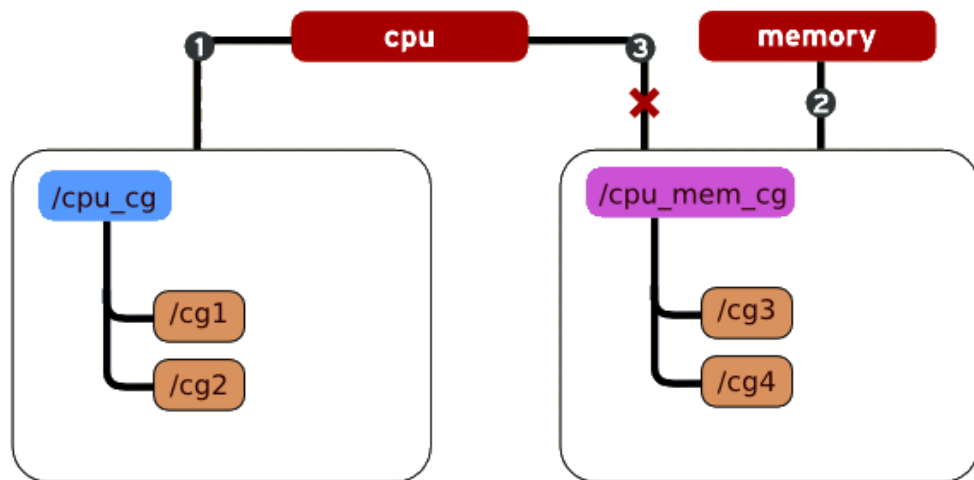 cpu
memory
1
3
2
/cpu_cg
/cpu_mem_cg
/cg1
/cg3
/cg2
/cg4